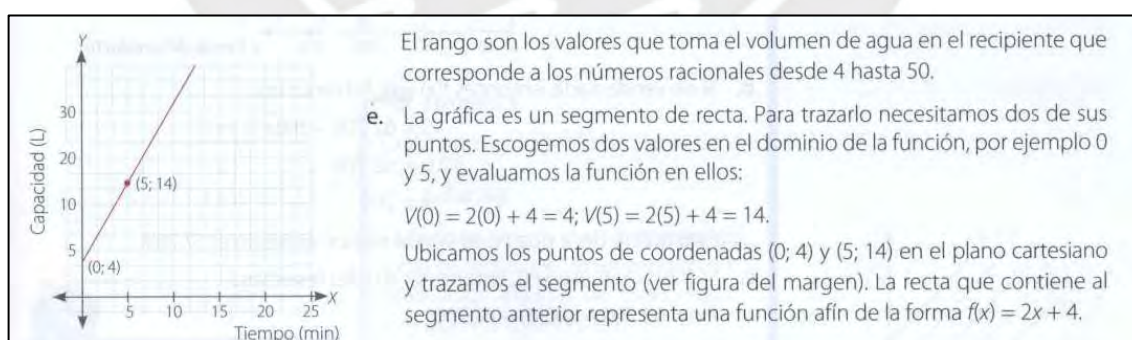 Y
Capacidad (L)
30
20
10
5
(5; 14)
(0; 4)
5 10 15 20 25 X
Tiempo (min)
El rango son los valores que toma el volumen de agua en el recipiente que
corresponde a los números racionales desde 4 hasta 50.
e. La gráfica es un segmento de recta. Para trazarlo necesitamos dos de sus
puntos. Escogemos dos valores en el dominio de la función, por ejemplo 0
y 5, y evaluamos la función en ellos:
V(0) = 2(0) + 4 = 4; V(5) = 2(5) + 4 = 14.
Ubicamos los puntos de coordenadas (0; 4) y (5; 14) en el plano cartesiano
y trazamos el segmento (ver figura del margen). La recta que contiene al
segmento anterior representa una función afín de la forma f(x) = 2x + 4.